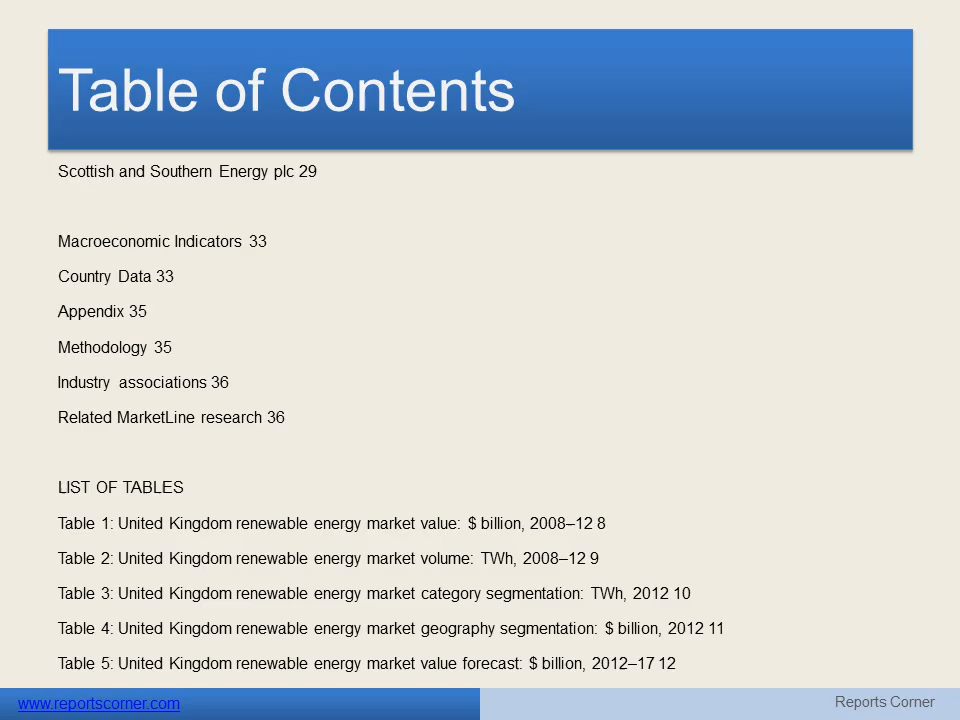 Table of Contents
Scottish and Southern Energy plc 29
Macroeconomic Indicators 33
Country Data 33
Appendix 35
Methodology 35
Industry associations 36
Related MarketLine research 36
LIST OF TABLES
Table 1: United Kingdom renewable energy market value: $ billion, 2008–12 8
Table 2: United Kingdom renewable energy market volume: TWh, 2008–12 9
Table 3: United Kingdom renewable energy market category segmentation: TWh, 2012 10
Table 4: United Kingdom renewable energy market geography segmentation: $ billion, 2012 11
Table 5: United Kingdom renewable energy market value forecast: $ billion, 2012–17 12
www.reportscorner.com
Reports Corner